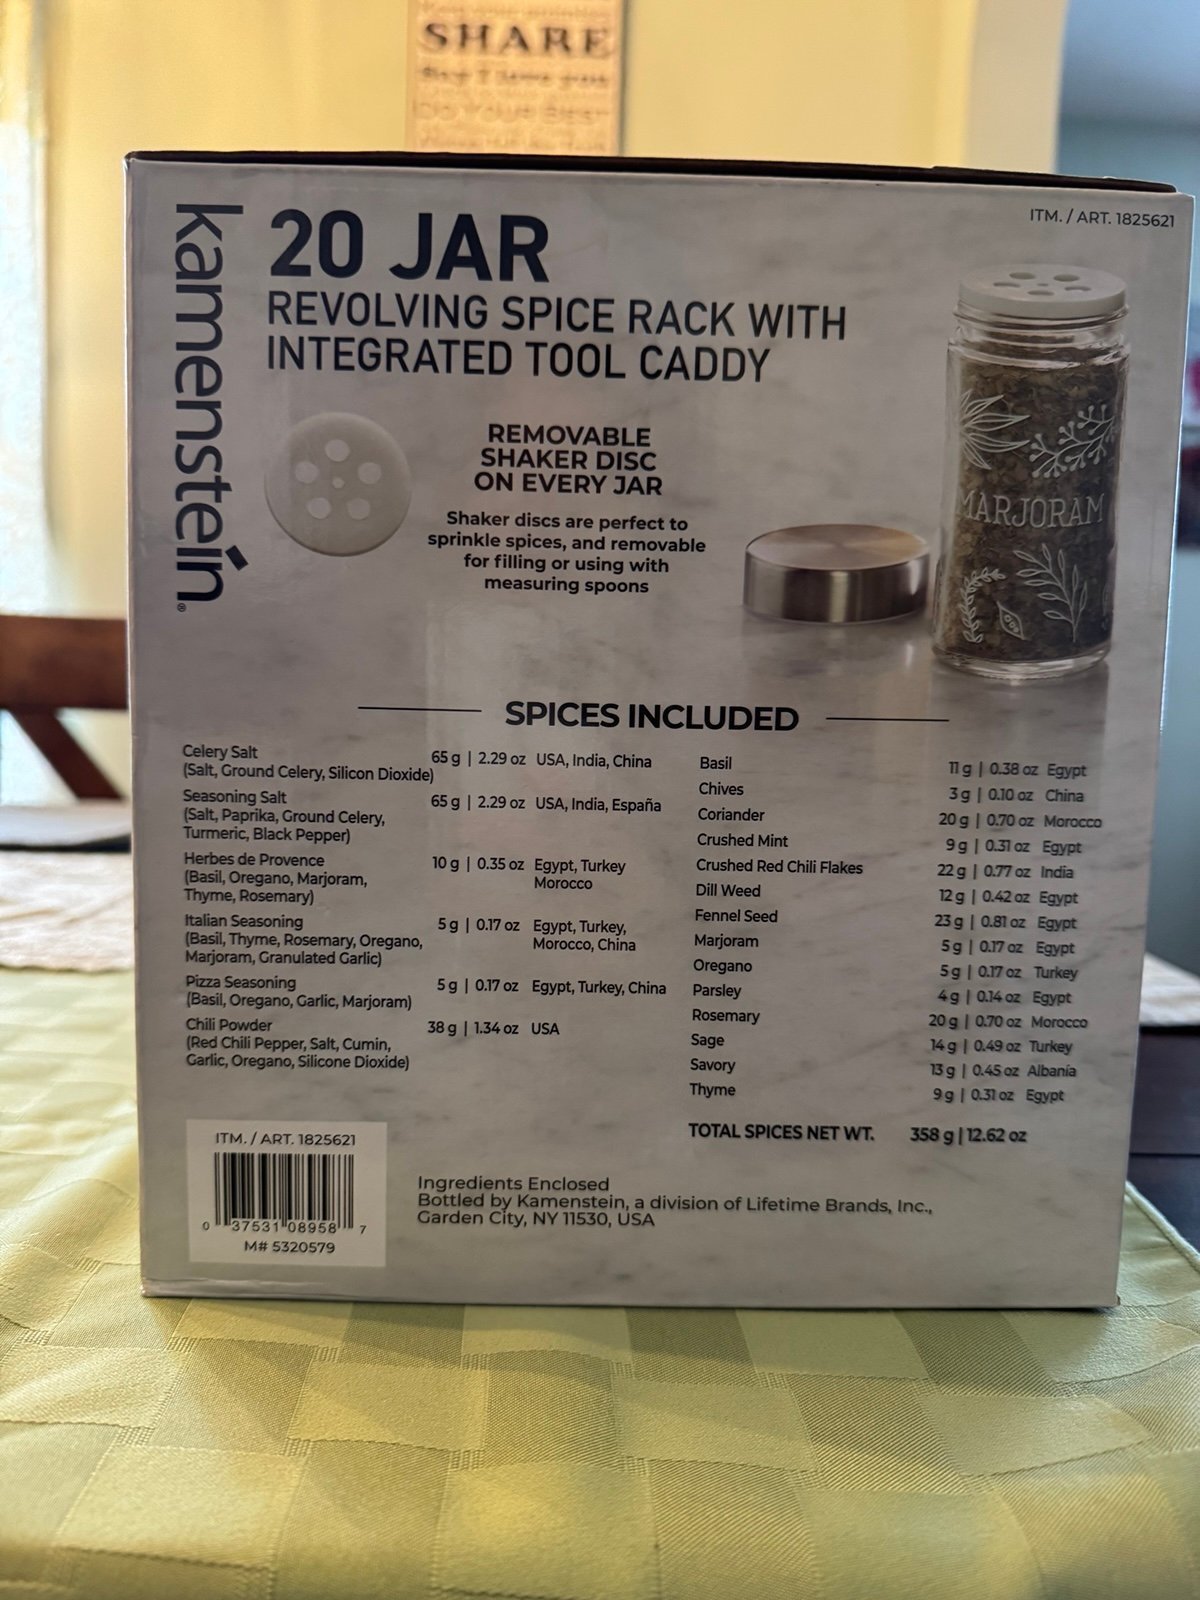 SHARE
Say I love you
DO YOUR BEST
kamenstein®
20 JAR
REVOLVING SPICE RACK WITH
INTEGRATED TOOL CADDY
ITM. / ART. 1825621
REMOVABLE
SHAKER DISC
ON EVERY JAR
Shaker discs are perfect to
sprinkle spices, and removable
for filling or using with
measuring spoons
MARJORAM
SPICES INCLUDED
Celery Salt 65 g | 2.29 oz USA, India, China
(Salt, Ground Celery, Silicon Dioxide)
Seasoning Salt 65 g | 2.29 oz USA, India, España
(Salt, Paprika, Ground Celery,
Turmeric, Black Pepper)
Herbes de Provence 10 g | 0.35 oz Egypt, Turkey
(Basil, Oregano, Marjoram, Morocco
Thyme, Rosemary)
Italian Seasoning 5 g | 0.17 oz Egypt, Turkey,
(Basil, Thyme, Rosemary, Oregano, Morocco, China
Marjoram, Granulated Garlic)
Pizza Seasoning 5 g | 0.17 oz Egypt, Turkey, China
(Basil, Oregano, Garlic, Marjoram)
Chili Powder 38 g | 1.34 oz USA
(Red Chili Pepper, Salt, Cumin,
Garlic, Oregano, Silicone Dioxide)
Basil 11 g | 0.38 oz Egypt
Chives 3 g | 0.10 oz China
Coriander 20 g | 0.70 oz Morocco
Crushed Mint 9 g | 0.31 oz Egypt
Crushed Red Chili Flakes 22 g | 0.77 oz India
Dill Weed 12 g | 0.42 oz Egypt
Fennel Seed 23 g | 0.81 oz Egypt
Marjoram 5 g | 0.17 oz Egypt
Oregano 5 g | 0.17 oz Turkey
Parsley 4 g | 0.14 oz Egypt
Rosemary 20 g | 0.70 oz Morocco
Sage 14 g | 0.49 oz Turkey
Savory 13 g | 0.45 oz Albania
Thyme 9 g | 0.31 oz Egypt
TOTAL SPICES NET WT. 358 g | 12.62 oz
ITM. / ART. 1825621
0 37531 08958 7
M# 5320579
Ingredients Enclosed
Bottled by Kamenstein, a division of Lifetime Brands, Inc.,
Garden City, NY 11530, USA